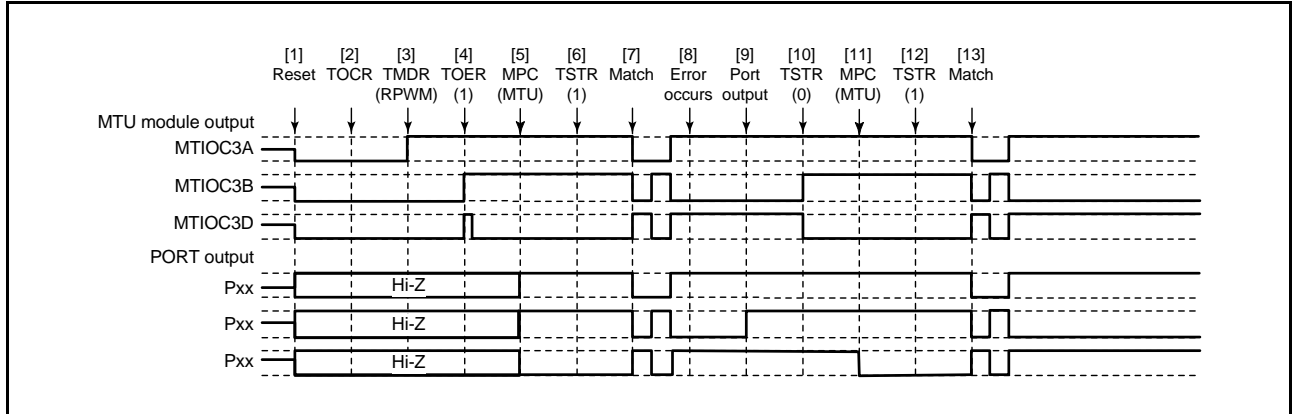 [1] [2] [3] [4] [5] [6] [7] [8] [9] [10] [11] [12] [13]
Reset TOCR TMDR TOER MPC TSTR Match Error Port TSTR MPC TSTR Match
(RPWM) (1) (MTU) (1) occurs output (0) (MTU) (1)
MTU module output
MTIOC3A
MTIOC3B
MTIOC3D
PORT output
Pxx Hi-Z
Pxx Hi-Z
Pxx Hi-Z